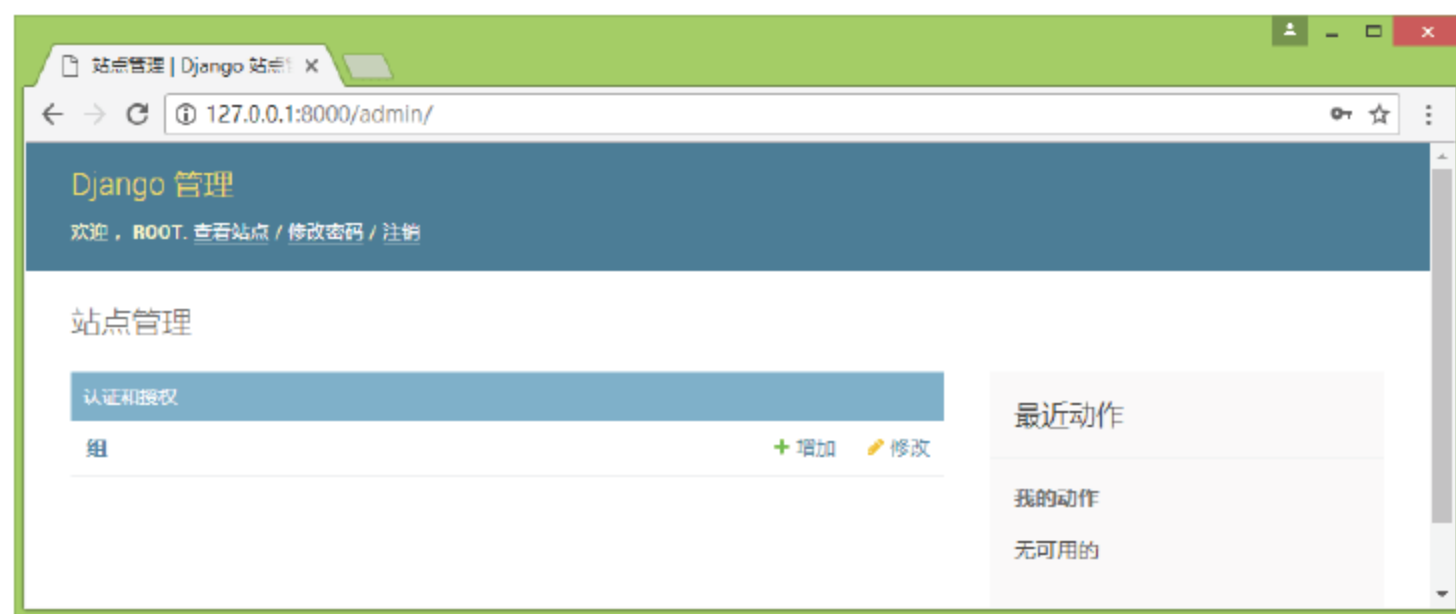 站点管理 | Django 站点
127.0.0.1:8000/admin/
Django 管理
欢迎，ROOT. 查看站点 / 修改密码 / 注销
站点管理
认证和授权
组 增加 修改
最近动作
我的动作
无可用的